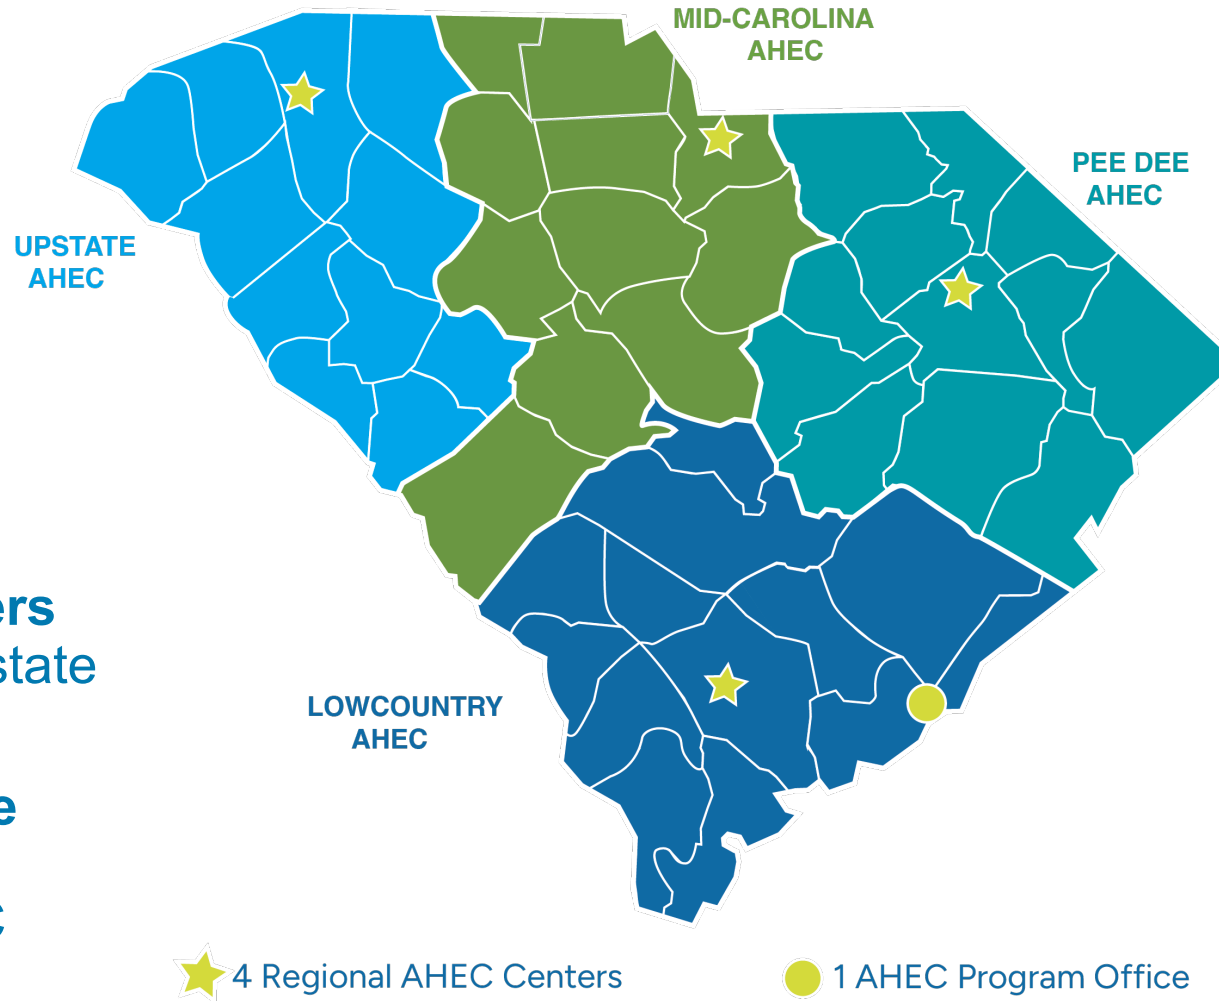 MID-CAROLINA
AHEC
PEE DEE
AHEC
UPSTATE
AHEC
ers
state
LOWCOUNTRY
AHEC
e
4 Regional AHEC Centers
1 AHEC Program Office